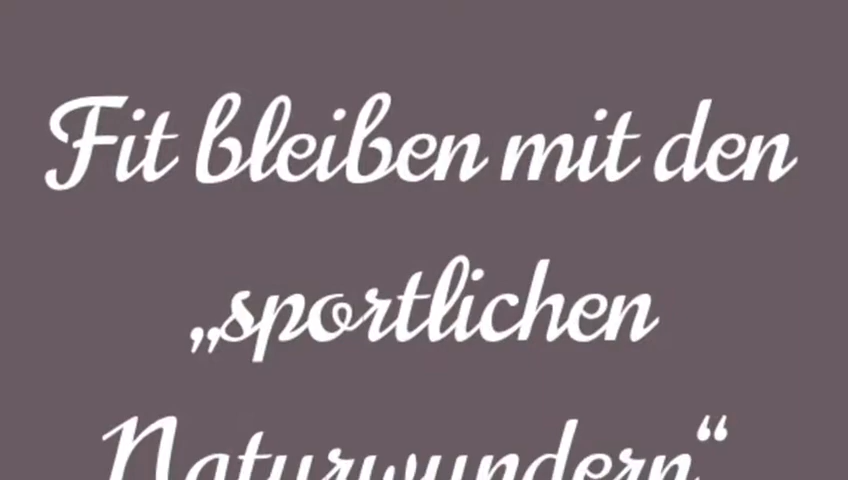 Fit bleiben mit den
„sportlichen
Naturwundern“